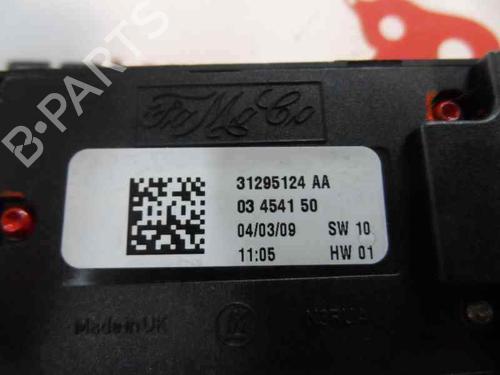 FoMoCo
31295124 AA
03 4541 50
04/03/09 SW 10
11:05 HW 01
Made in UK
B-PARTS